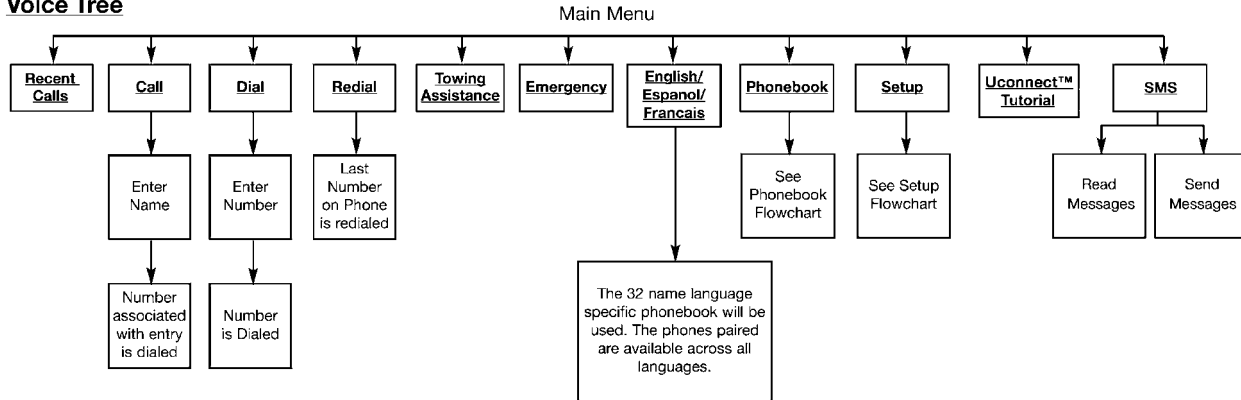 Voice Tree
Main Menu
Recent
Calls
Call
Dial
Redial
Towing
Assistance
Emergency
English/
Espanol/
Francais
Phonebook
Setup
Uconnect™
Tutorial
SMS
Enter
Name
Enter
Number
Last
Number
on Phone
is redialed
See
Phonebook
Flowchart
See Setup
Flowchart
Read
Messages
Send
Messages
Number
associated
with entry
is dialed
Number
is Dialed
The 32 name language
specific phonebook will be
used. The phones paired
are available across all
languages.